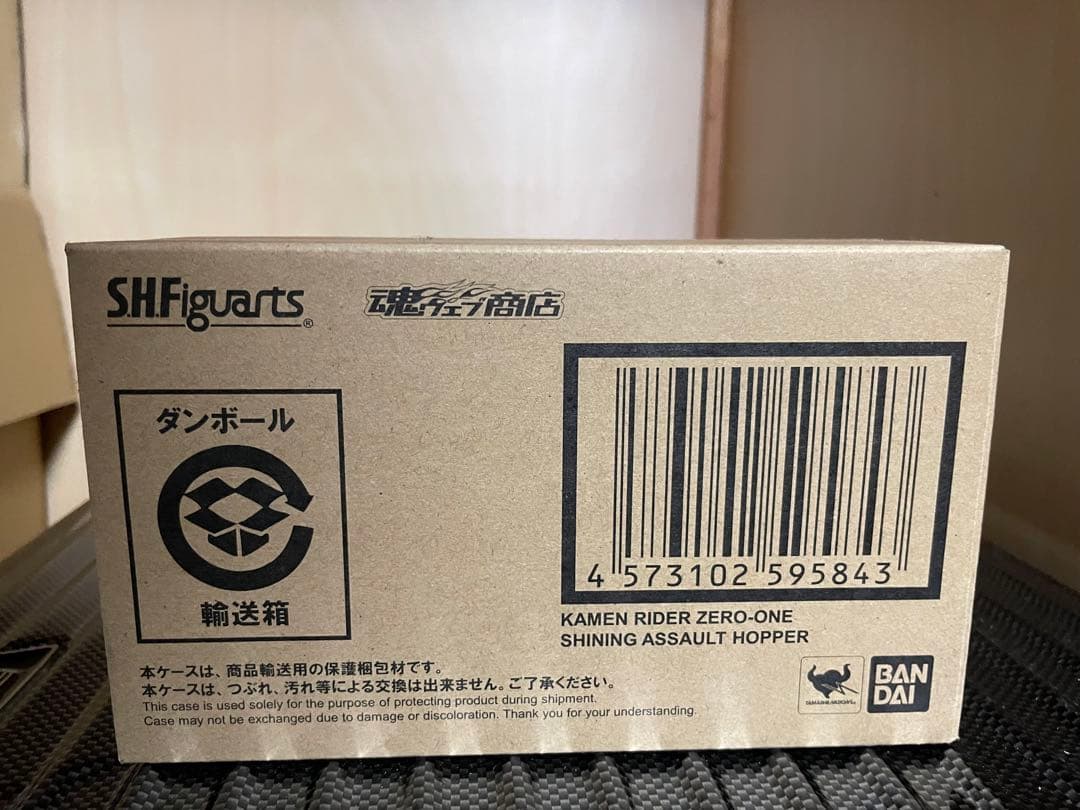 S.H.Figuarts®
魂ウェブ商店
ダンボール
輸送箱
4 573102 595843
KAMEN RIDER ZERO-ONE
SHINING ASSAULT HOPPER
本ケースは、商品輸送用の保護梱包材です。
本ケースは、つぶれ、汚れ等による交換は出来ません。ご了承ください。
This case is used solely for the purpose of protecting product during shipment.
Case may not be exchanged due to damage or discoloration. Thank you for your understanding.
TAMASHII NATIONS
BAN
DAI